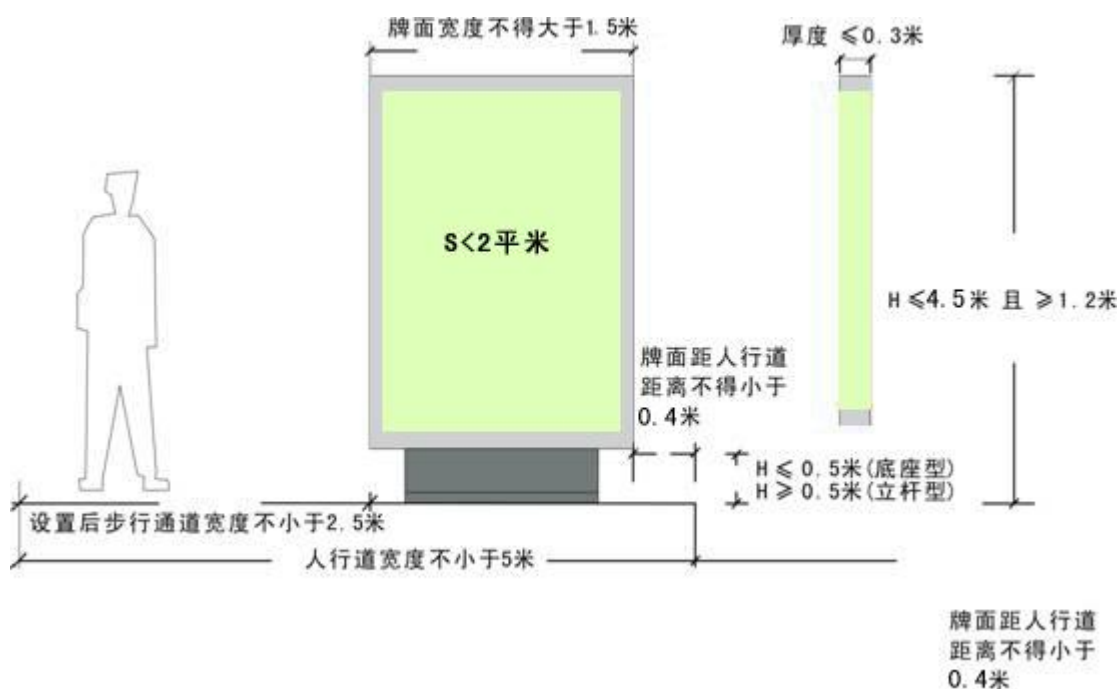 牌面宽度不得大于1.5米
厚度 ≤0.3米
S<2平米
H ≤4.5米 且 ≥1.2米
牌面距人行道
距离不得小于
0.4米
H ≤ 0.5米(底座型)
H ≥ 0.5米(立杆型)
设置后步行通道宽度不小于2.5米
人行道宽度不小于5米
牌面距人行道
距离不得小于
0.4米